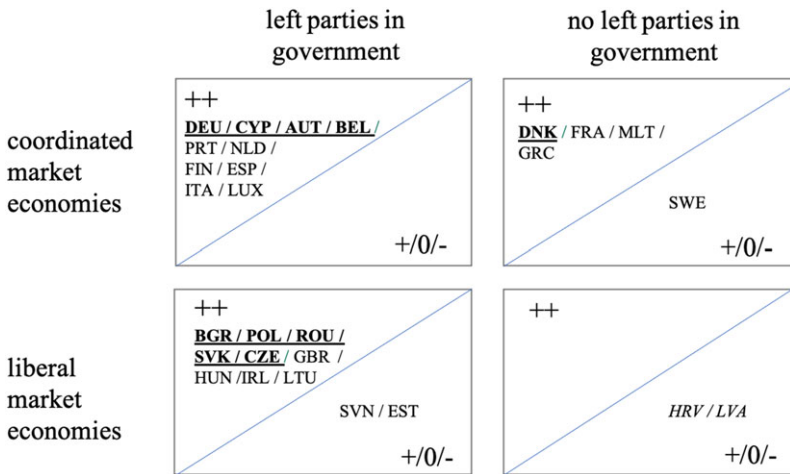 left parties in
government
no left parties in
government
coordinated
market
economies
++
DEU / CYP / AUT / BEL /
PRT / NLD /
FIN / ESP /
ITA / LUX
+/0/-
++
DNK / FRA / MLT /
GRC
SWE
+/0/-
liberal
market
economies
++
BGR / POL / ROU /
SVK / CZE / GBR /
HUN /IRL / LTU
SVN / EST
+/0/-
++
HRV / LVA
+/0/-